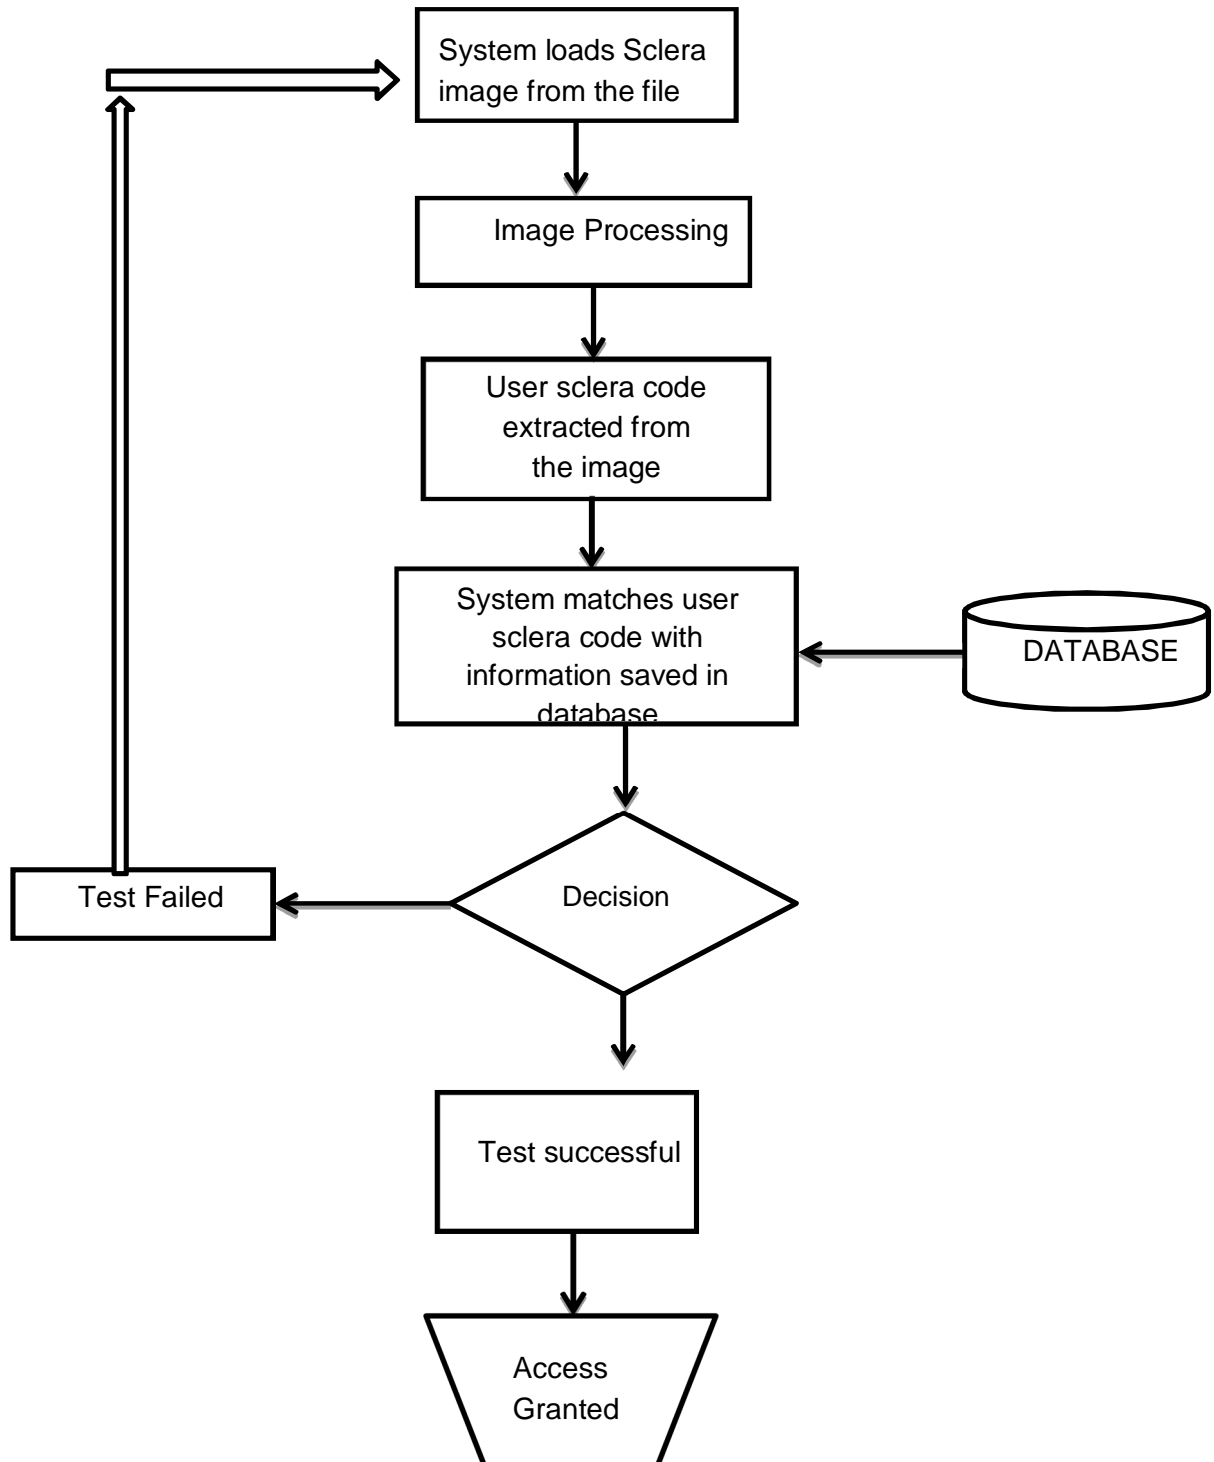 System loads Sclera
image from the file
Image Processing
User sclera code
extracted from
the image
System matches user
sclera code with
information saved in
database
DATABASE
Decision
Test Failed
Test successful
Access
Granted